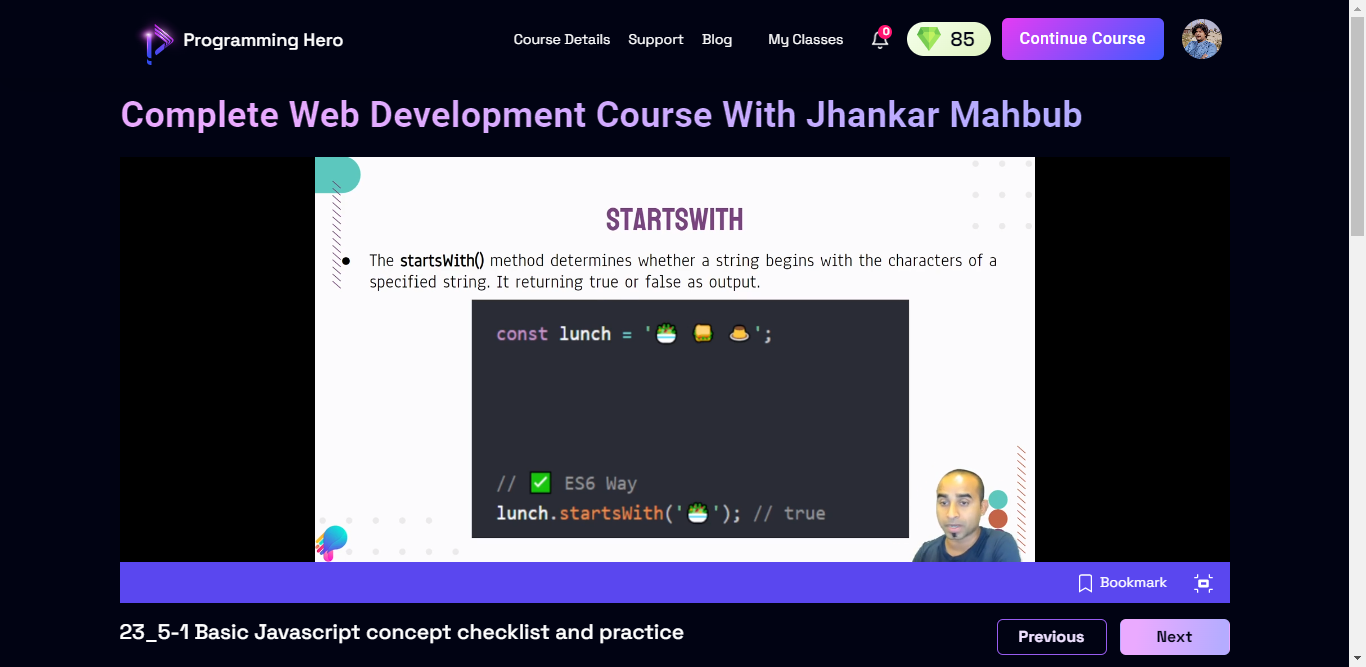 Programming Hero
Course Details Support Blog My Classes 0 85 Continue Course
Complete Web Development Course With Jhankar Mahbub
STARTSWITH
● The startsWith() method determines whether a string begins with the characters of a
specified string. It returning true or false as output.
const lunch = '🥗 🥪 🍮';
// ✅ ES6 Way
lunch.startsWith('🥗'); // true
Bookmark
23_5-1 Basic Javascript concept checklist and practice
Previous Next